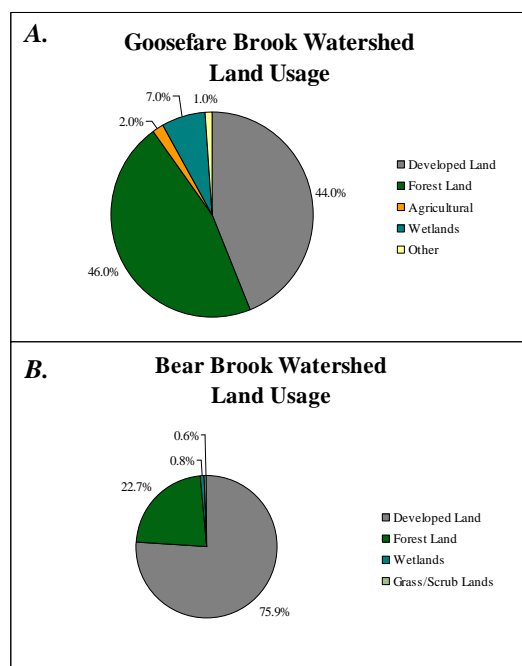 A.
Goosefare Brook Watershed
Land Usage
7.0%
1.0%
2.0%
44.0%
46.0%
Developed Land
Forest Land
Agricultural
Wetlands
Other
B.
Bear Brook Watershed
Land Usage
0.6%
0.8%
22.7%
75.9%
Developed Land
Forest Land
Wetlands
Grass/Scrub Lands